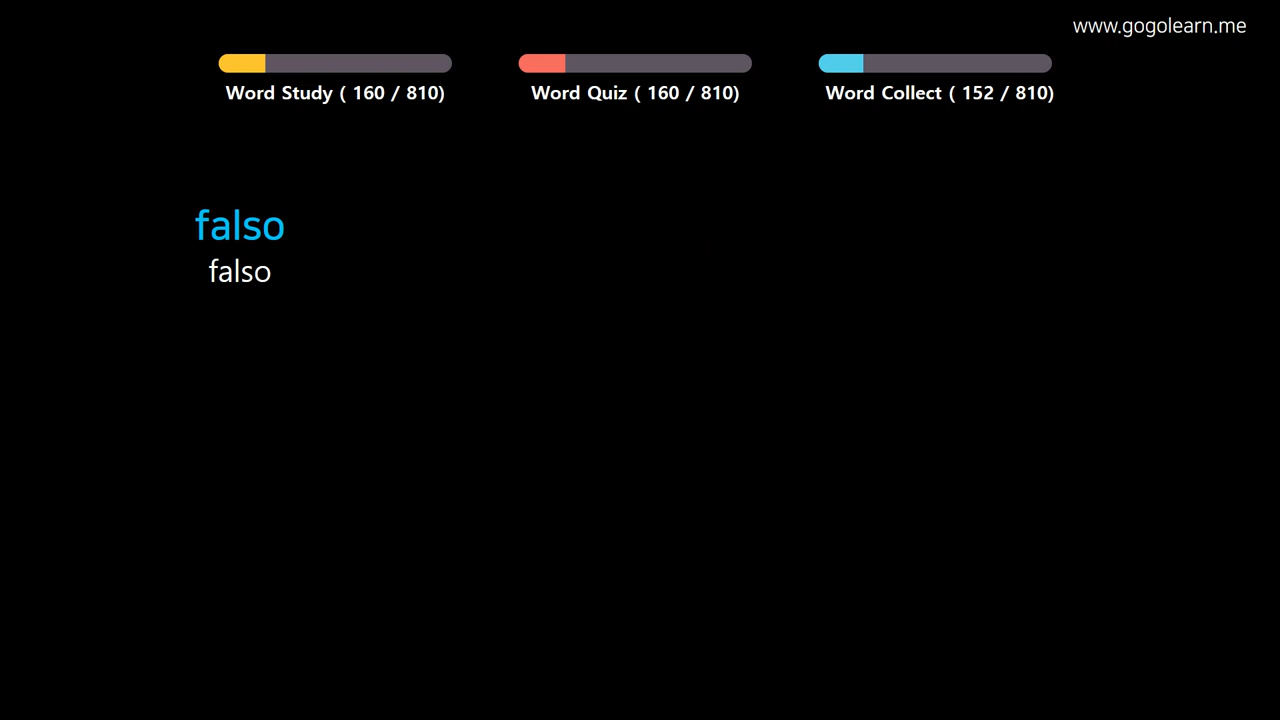 www.gogolearn.me
Word Study ( 160 / 810)
Word Quiz ( 160 / 810)
Word Collect ( 152 / 810)
falso
falso